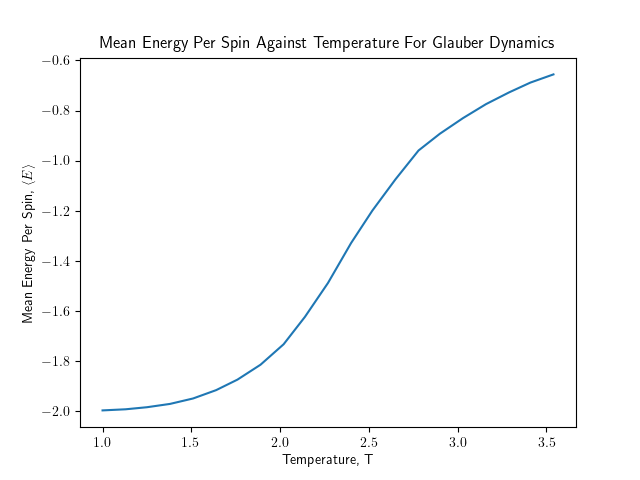 Mean Energy Per Spin Against Temperature For Glauber Dynamics
−0.6
−0.8
−1.0
−1.2
−1.4
−1.6
−1.8
−2.0
Mean Energy Per Spin, ⟨E⟩
1.0 1.5 2.0 2.5 3.0 3.5
Temperature, T